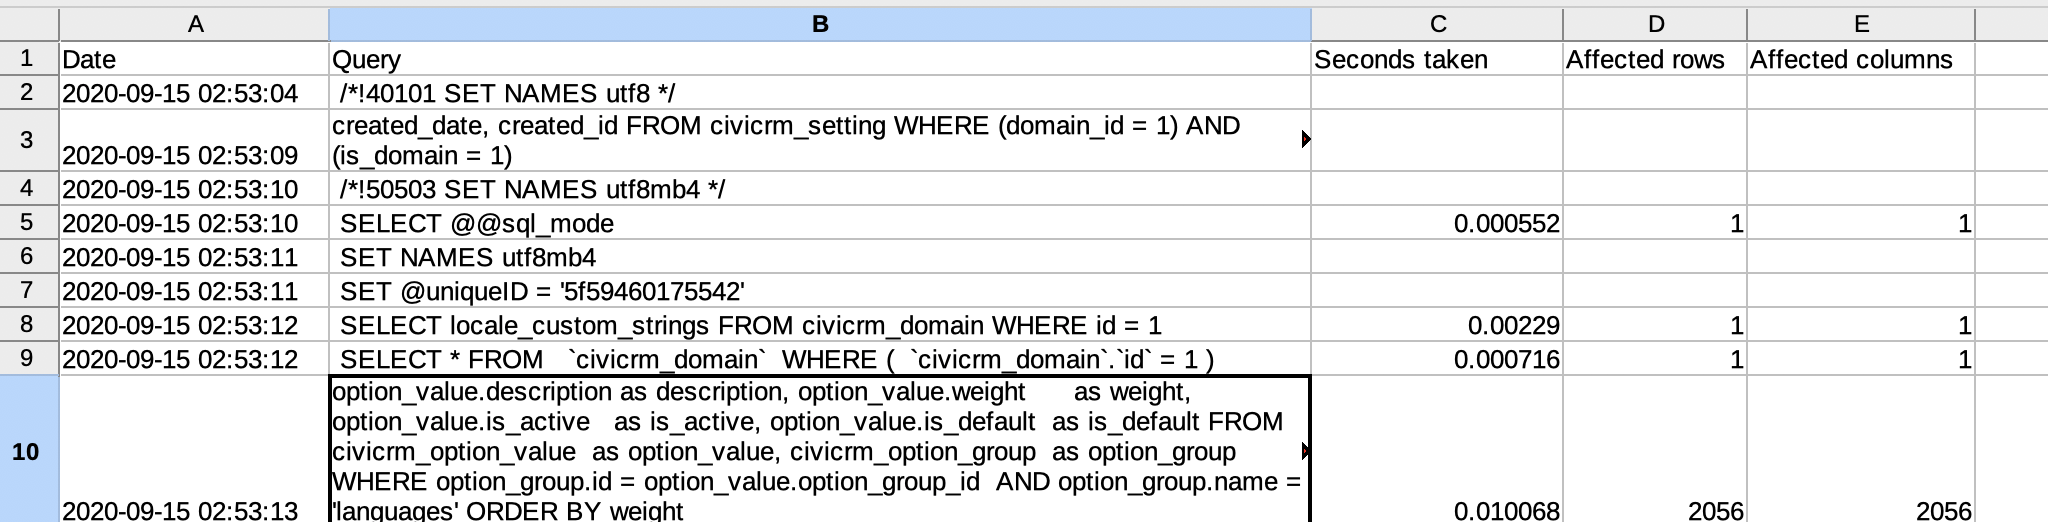 A B C D E
1 Date Query Seconds taken Affected rows Affected columns
2 2020-09-15 02:53:04 /*!40101 SET NAMES utf8 */
created_date, created_id FROM civicrm_setting WHERE (domain_id = 1) AND
3 2020-09-15 02:53:09 (is_domain = 1)
4 2020-09-15 02:53:10 /*!50503 SET NAMES utf8mb4 */
5 2020-09-15 02:53:10 SELECT @@sql_mode 0.000552 1 1
6 2020-09-15 02:53:11 SET NAMES utf8mb4
7 2020-09-15 02:53:11 SET @uniqueID = '5f59460175542'
8 2020-09-15 02:53:12 SELECT locale_custom_strings FROM civicrm_domain WHERE id = 1 0.00229 1 1
9 2020-09-15 02:53:12 SELECT * FROM `civicrm_domain` WHERE ( `civicrm_domain`.`id` = 1 ) 0.000716 1 1
option_value.description as description, option_value.weight as weight,
option_value.is_active as is_active, option_value.is_default as is_default FROM
10 civicrm_option_value as option_value, civicrm_option_group as option_group
WHERE option_group.id = option_value.option_group_id AND option_group.name =
2020-09-15 02:53:13 'languages' ORDER BY weight 0.010068 2056 2056